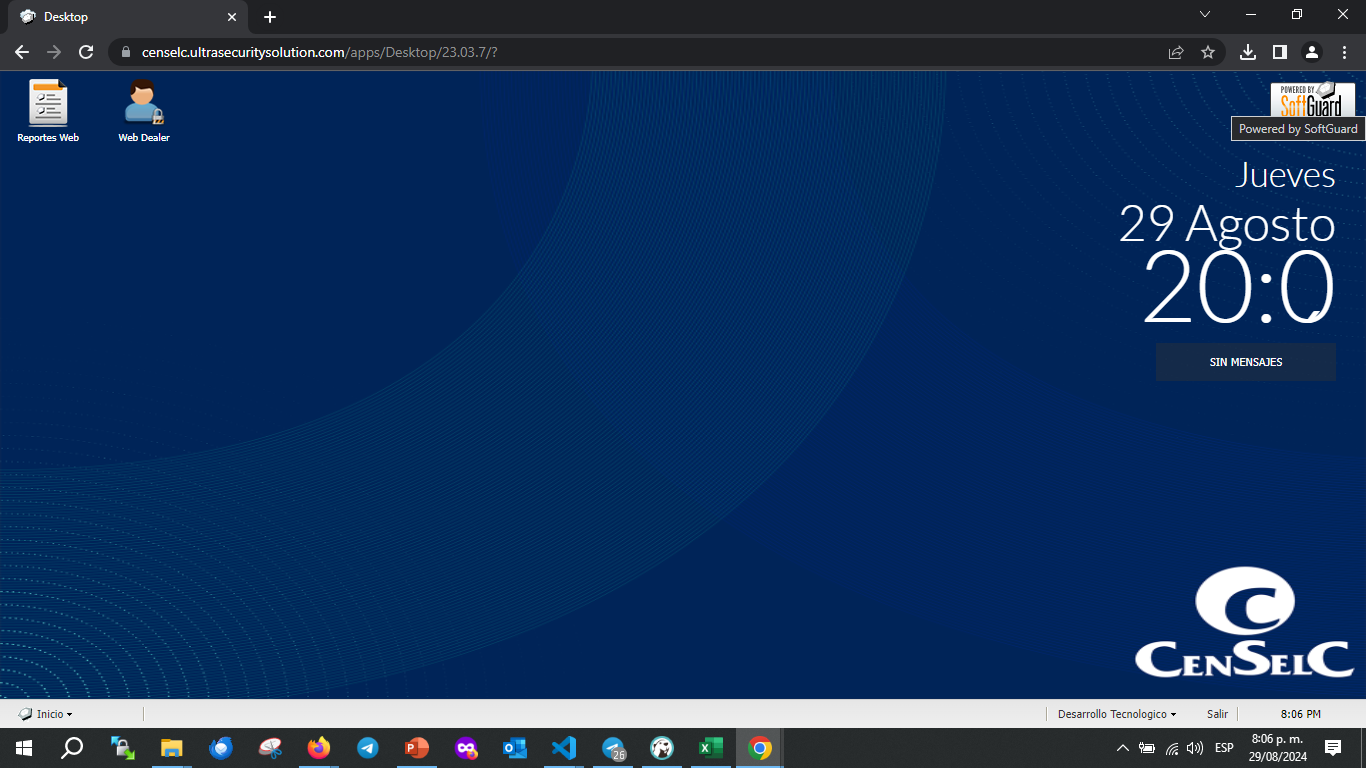 Desktop
censelc.ultrasecuritysolution.com/apps/Desktop/23.03.7/?
Reportes Web
Web Dealer
POWERED BY
SoftGuard
Powered by SoftGuard
Jueves
29 Agosto
20:0
SIN MENSAJES
C
CENSELC
Inicio
Desarrollo Tecnologico
Salir
8:06 PM
26
ESP
8:06 p. m.
29/08/2024